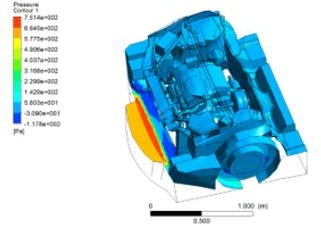 Pressure
Contour 1
7.514e+002
6.645e+002
5.775e+002
4.906e+002
4.037e+002
3.168e+002
2.299e+002
1.429e+002
5.603e+001
-3.090e+001
-1.178e+002
[Pa]
0 1.000 (m)
0.500